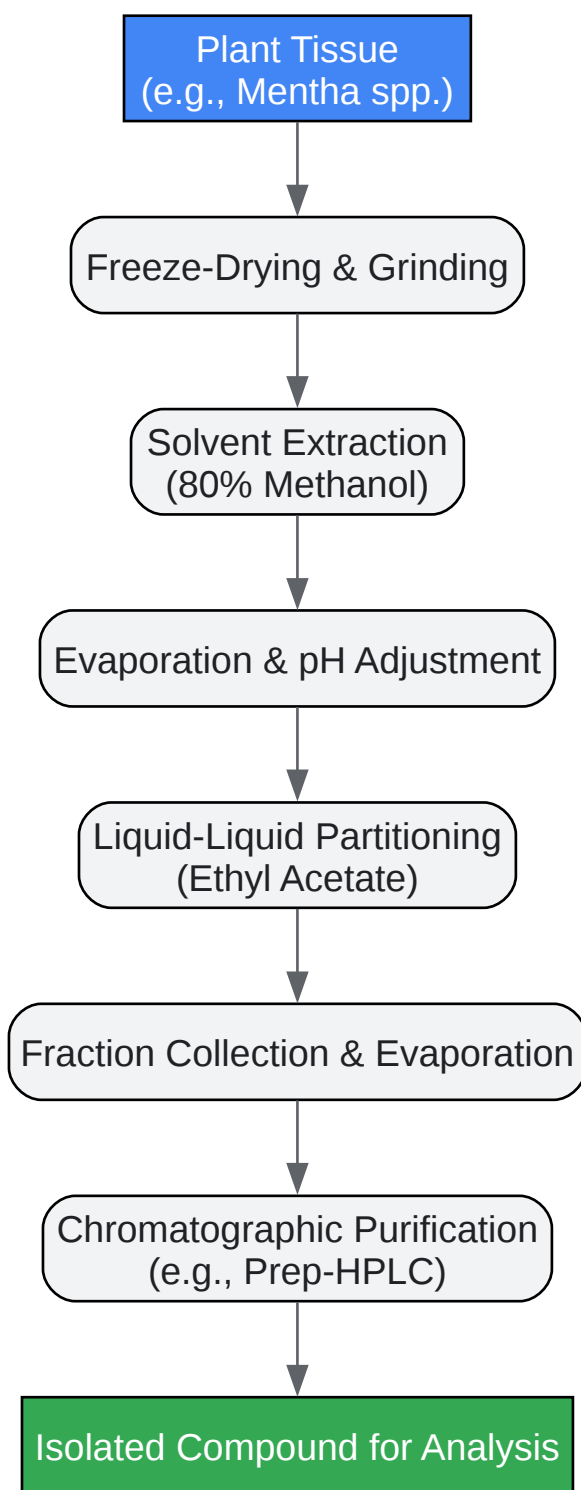 Plant Tissue
(e.g., Mentha spp.)
Freeze-Drying & Grinding
Solvent Extraction
(80% Methanol)
Evaporation & pH Adjustment
Liquid-Liquid Partitioning
(Ethyl Acetate)
Fraction Collection & Evaporation
Chromatographic Purification
(e.g., Prep-HPLC)
Isolated Compound for Analysis